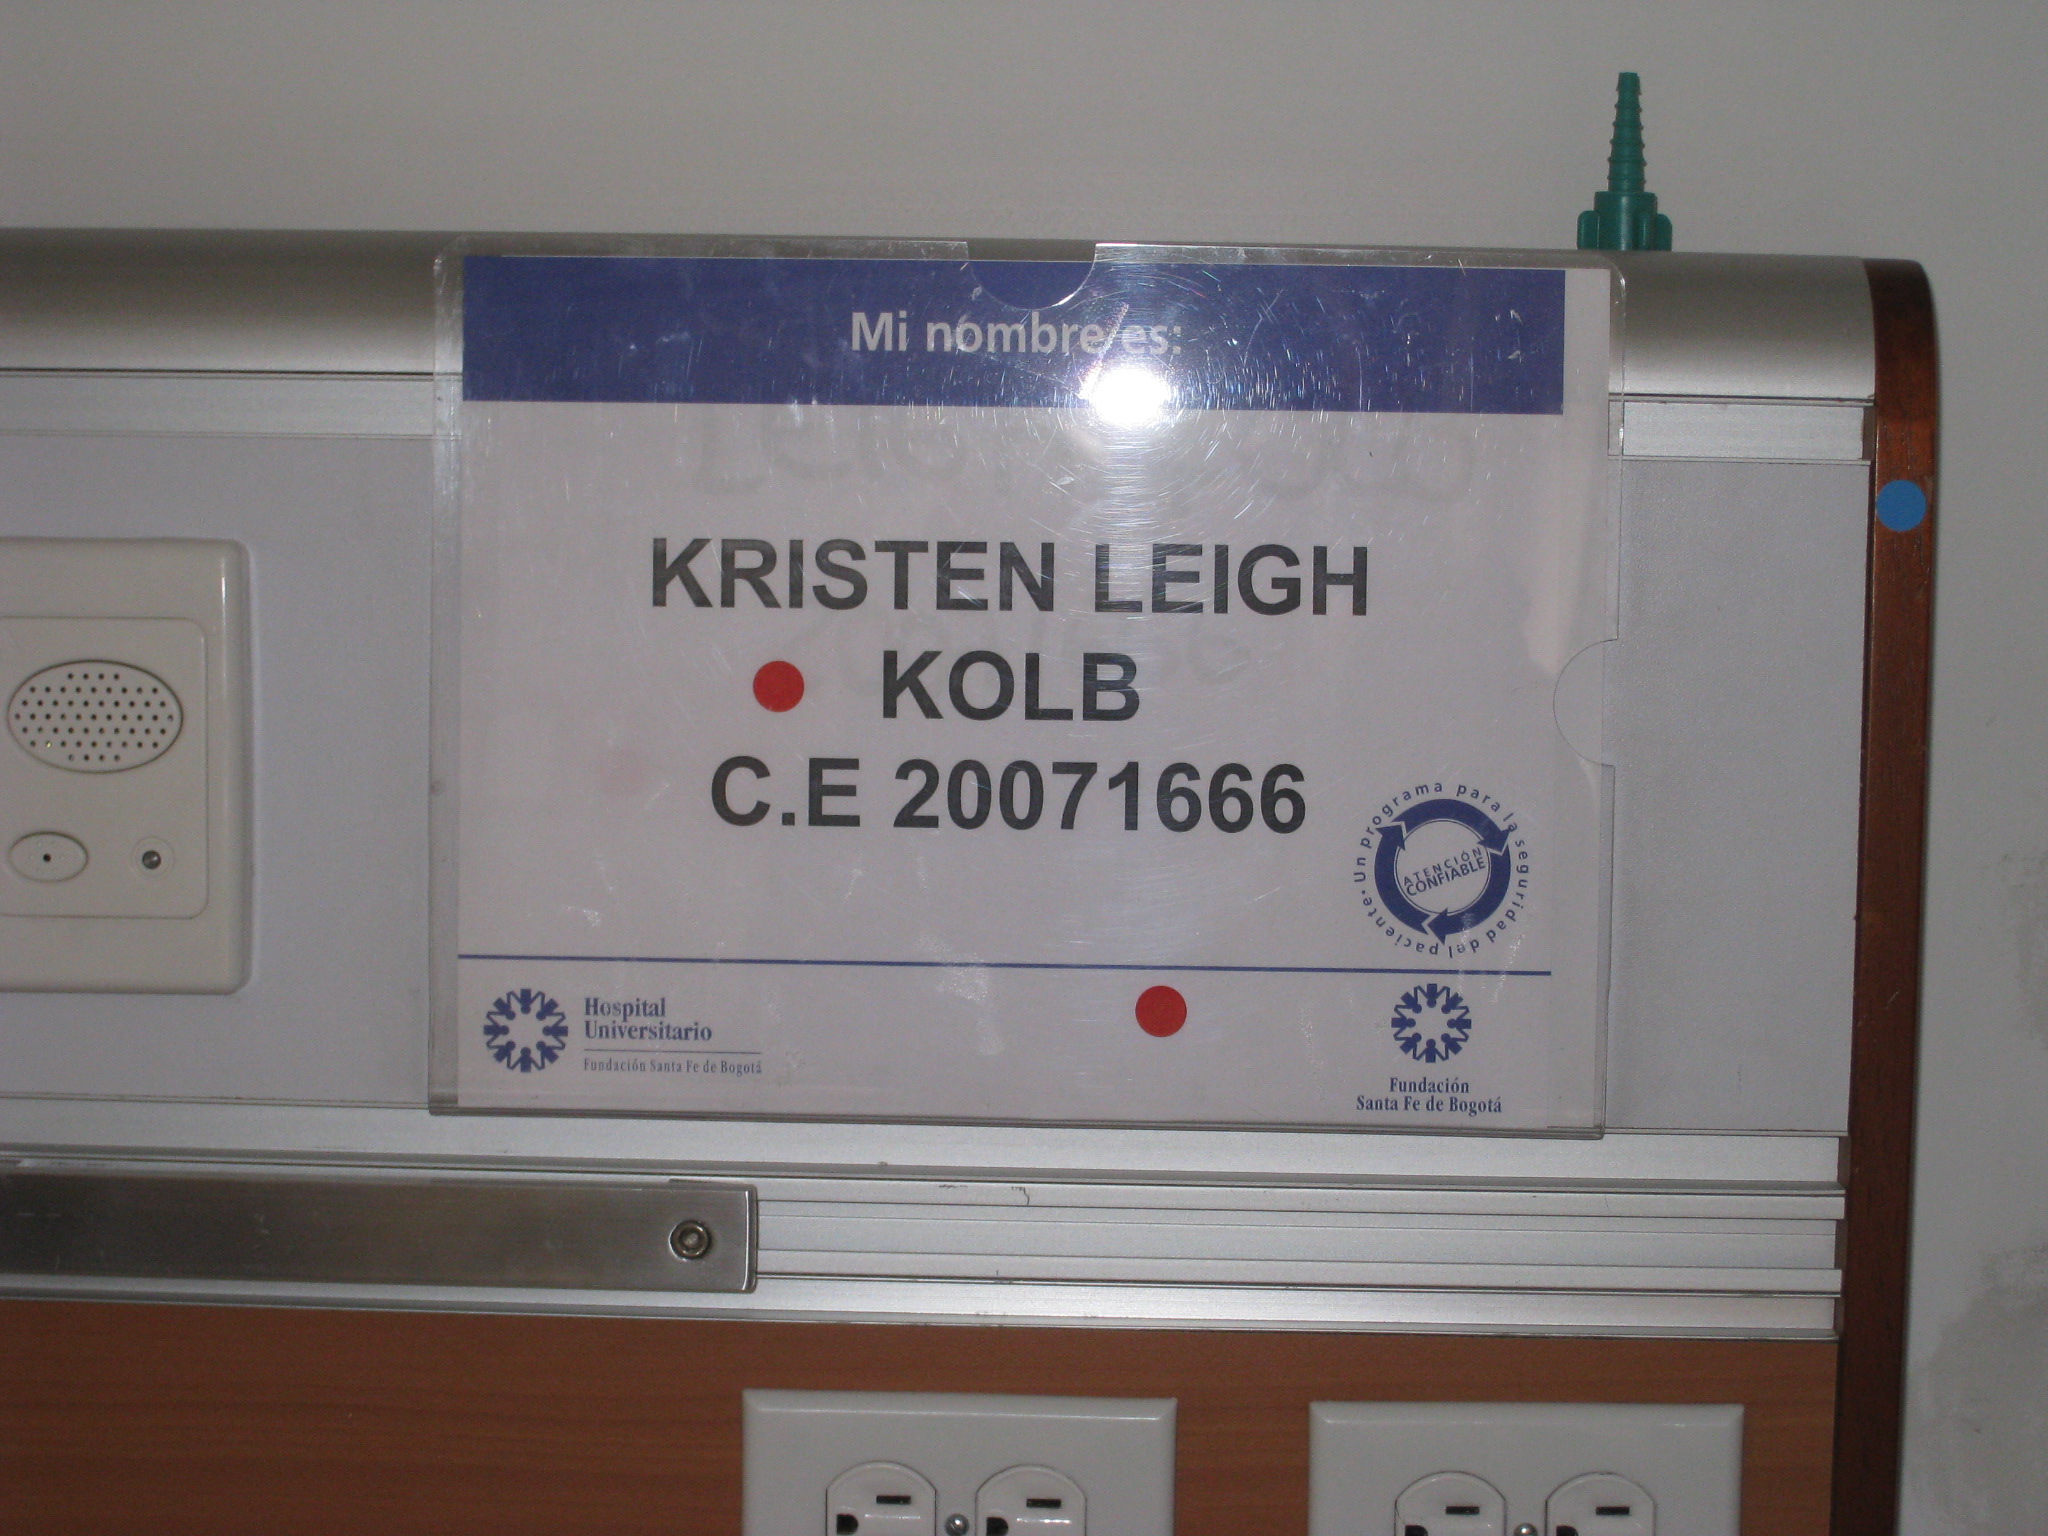 Mi nombre es:
KRISTEN LEIGH
KOLB
C.E 20071666
Un programa para la seguridad del paciente
ATENCIÓN
CONFIABLE
Hospital
Universitario
Fundación Santa Fe de Bogotá
Fundación
Santa Fe de Bogotá